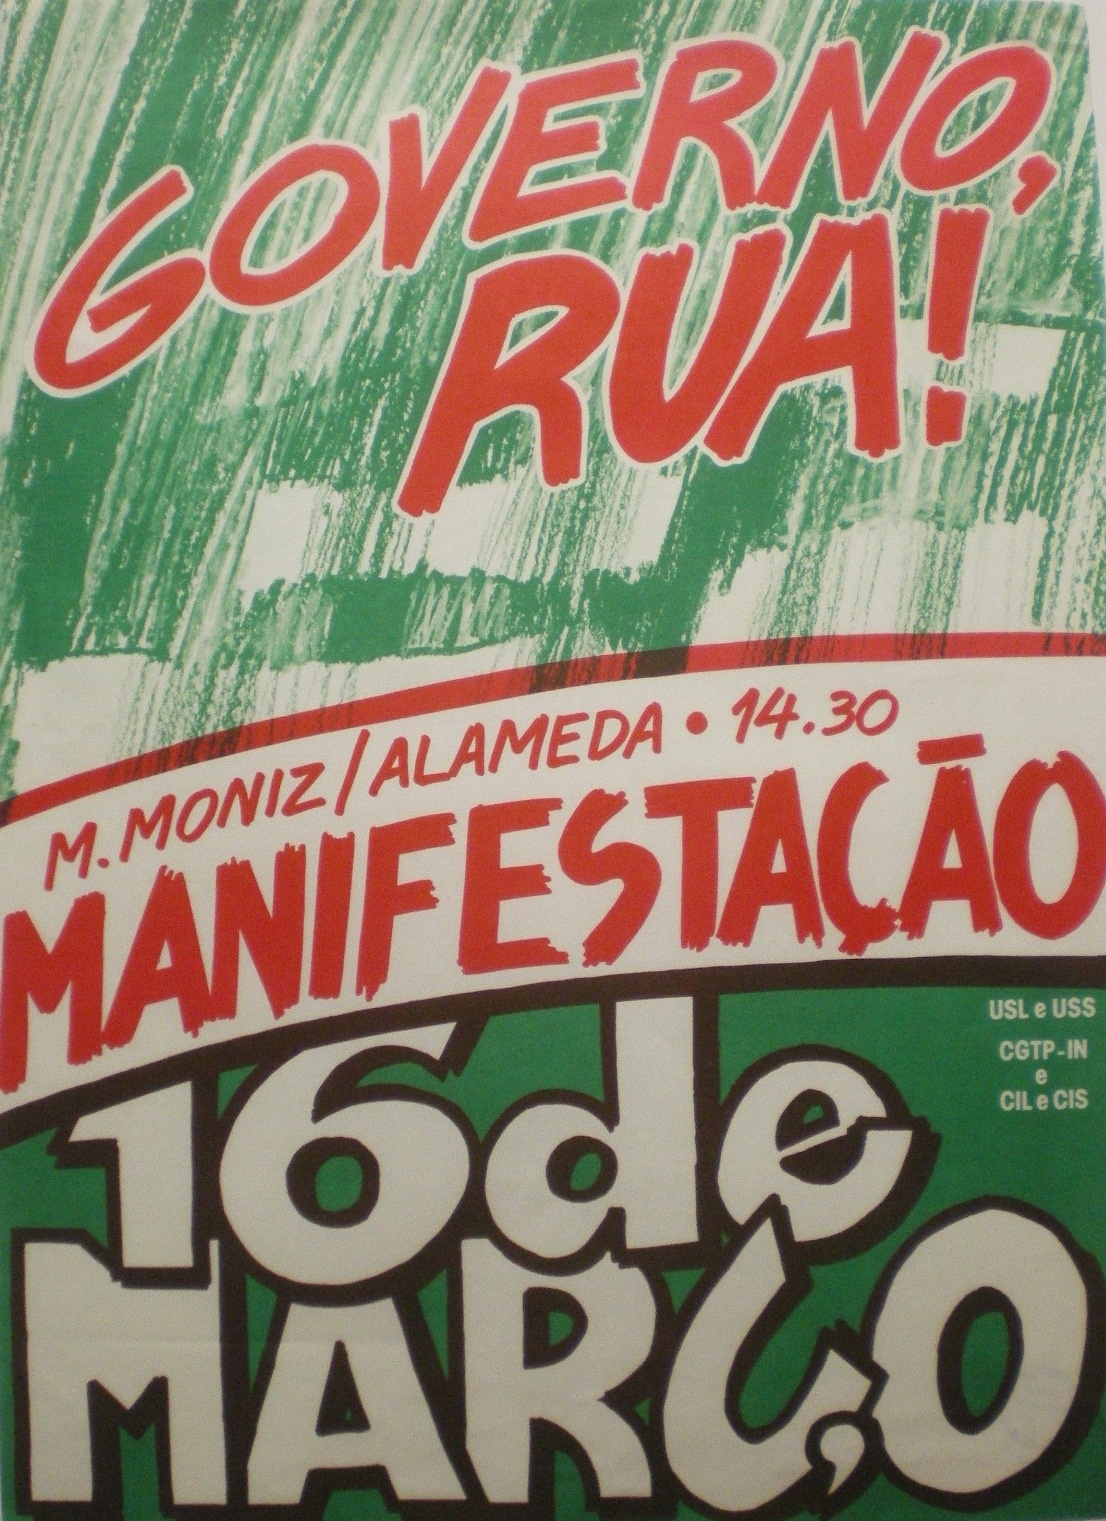 GOVERNO,
RUA!
M. MONIZ / ALAMEDA • 14.30
MANIFESTAÇÃO
16 de
MARÇO
USL e USS
CGTP-IN
e
CIL e CIS